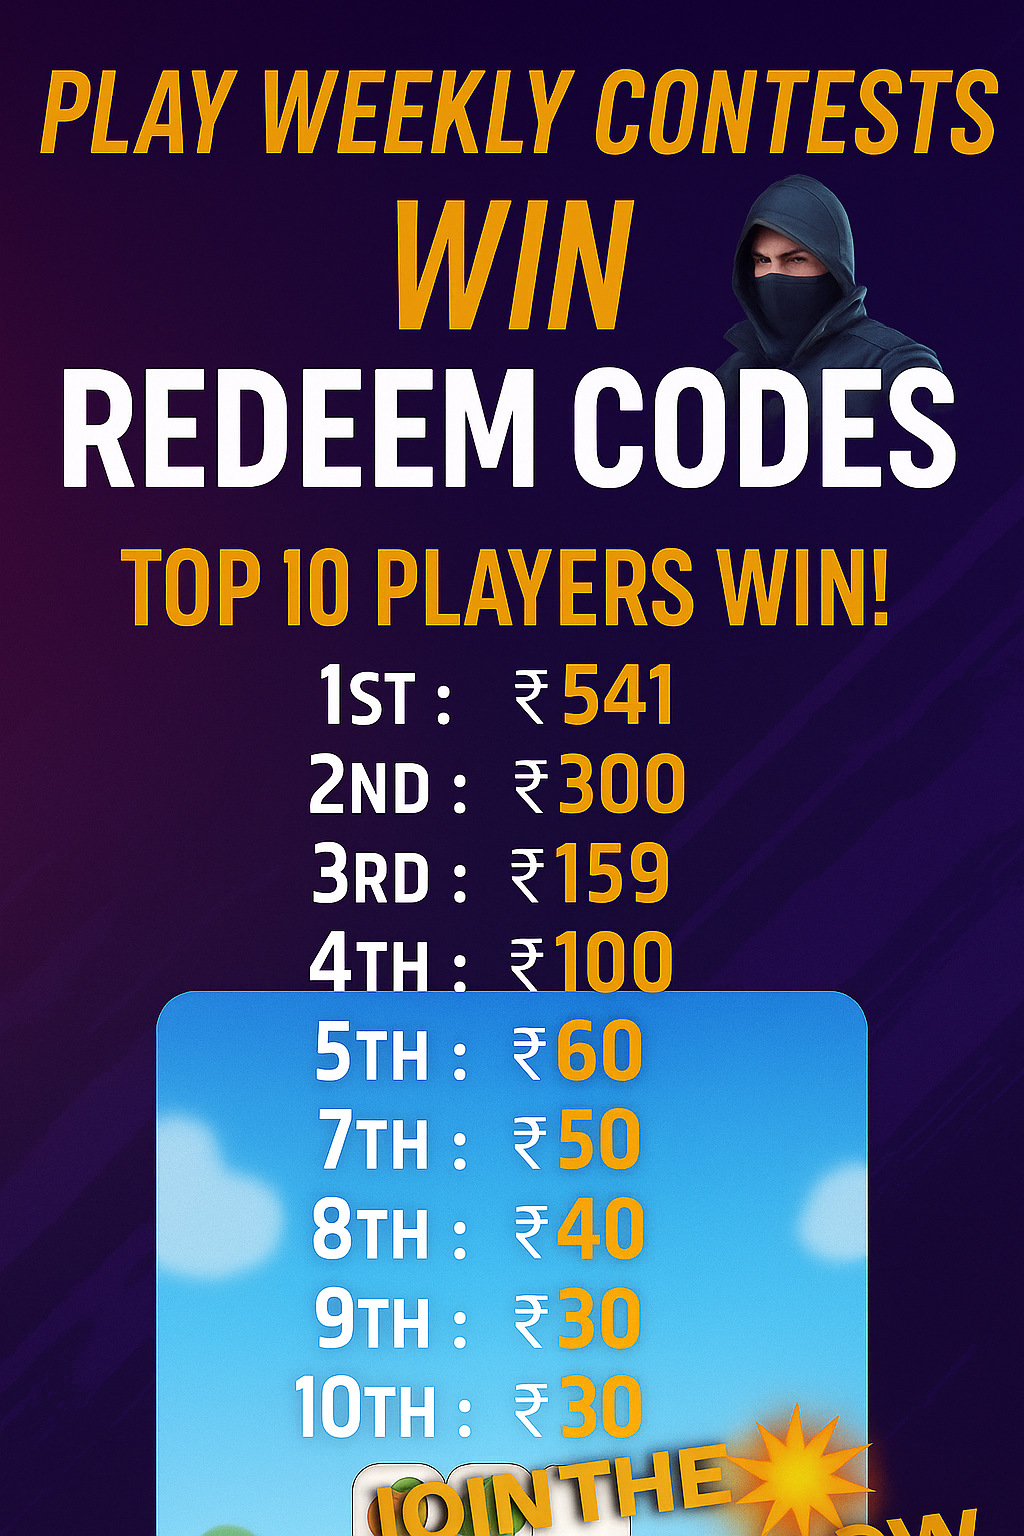 PLAY WEEKLY CONTESTS
WIN
REDEEM CODES
TOP 10 PLAYERS WIN!
1ST : ₹541
2ND : ₹300
3RD : ₹159
4TH : ₹100
5TH : ₹60
7TH : ₹50
8TH : ₹40
9TH : ₹30
10TH : ₹30
JOIN THE